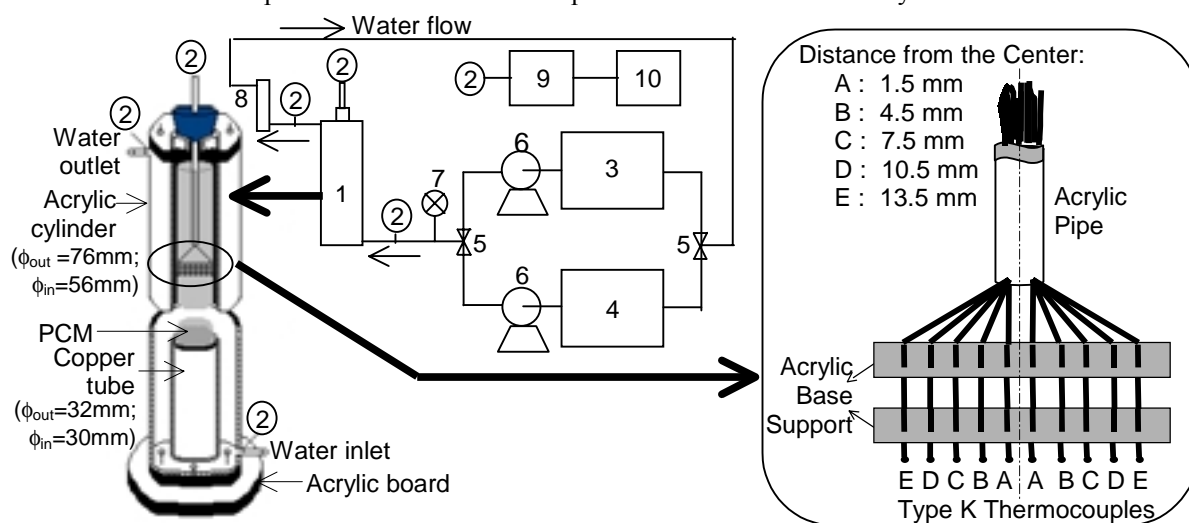 Water flow
2
2
2
8
2
9
10
2
Water
outlet
Acrylic
cylinder
(ϕout =76mm;
ϕin=56mm)
PCM
Copper
tube
(ϕout=32mm;
ϕin=30mm)
2
Water inlet
Acrylic board
1
2
7
6
3
5
5
6
4
Distance from the Center:
A : 1.5 mm
B : 4.5 mm
C : 7.5 mm
D : 10.5 mm
E : 13.5 mm
Acrylic
Pipe
Acrylic
Base
Support
E D C B A A B C D E
Type K Thermocouples